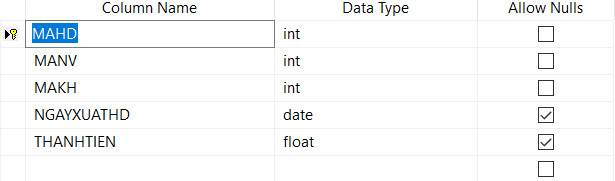 Column Name Data Type Allow Nulls
MAHD int
MANV int
MAKH int
NGAYXUATHD date
THANHTIEN float